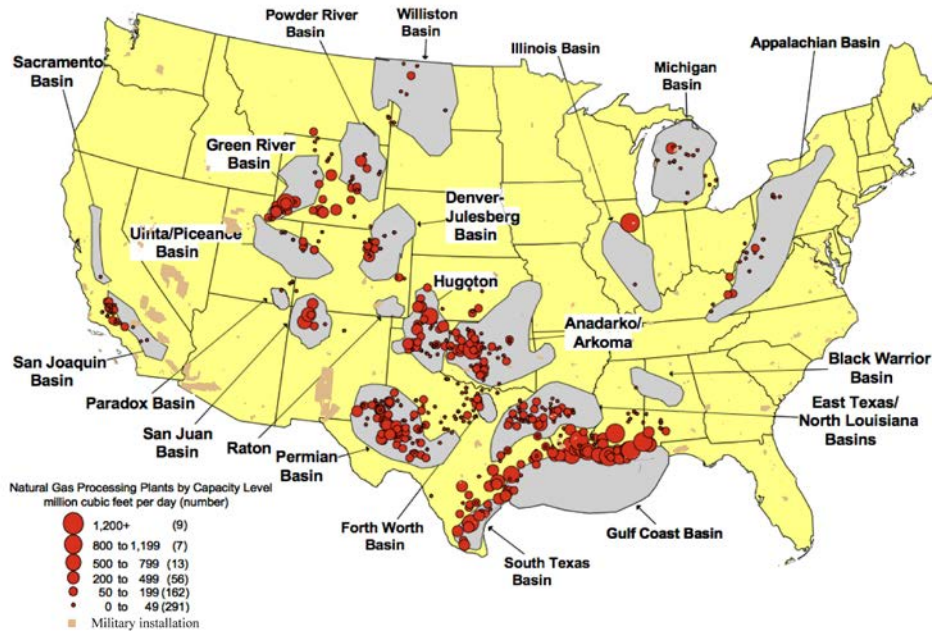 Powder River
Basin
Williston
Basin
Sacramento
Basin
Illinois Basin
Appalachian Basin
Michigan
Basin
Green River
Basin
Denver-
Julesberg
Basin
Uinta/Piceance
Basin
Hugoton
Anadarko/
Arkoma
San Joaquin
Basin
Black Warrior
Basin
Paradox Basin
East Texas/
North Louisiana
Basins
San Juan
Basin
Raton
Permian
Basin
Forth Worth
Basin
South Texas
Basin
Gulf Coast Basin
Natural Gas Processing Plants by Capacity Level
million cubic feet per day (number)
1,200+ (9)
800 to 1,199 (7)
500 to 799 (13)
200 to 499 (56)
50 to 199 (162)
0 to 49 (291)
Military installation